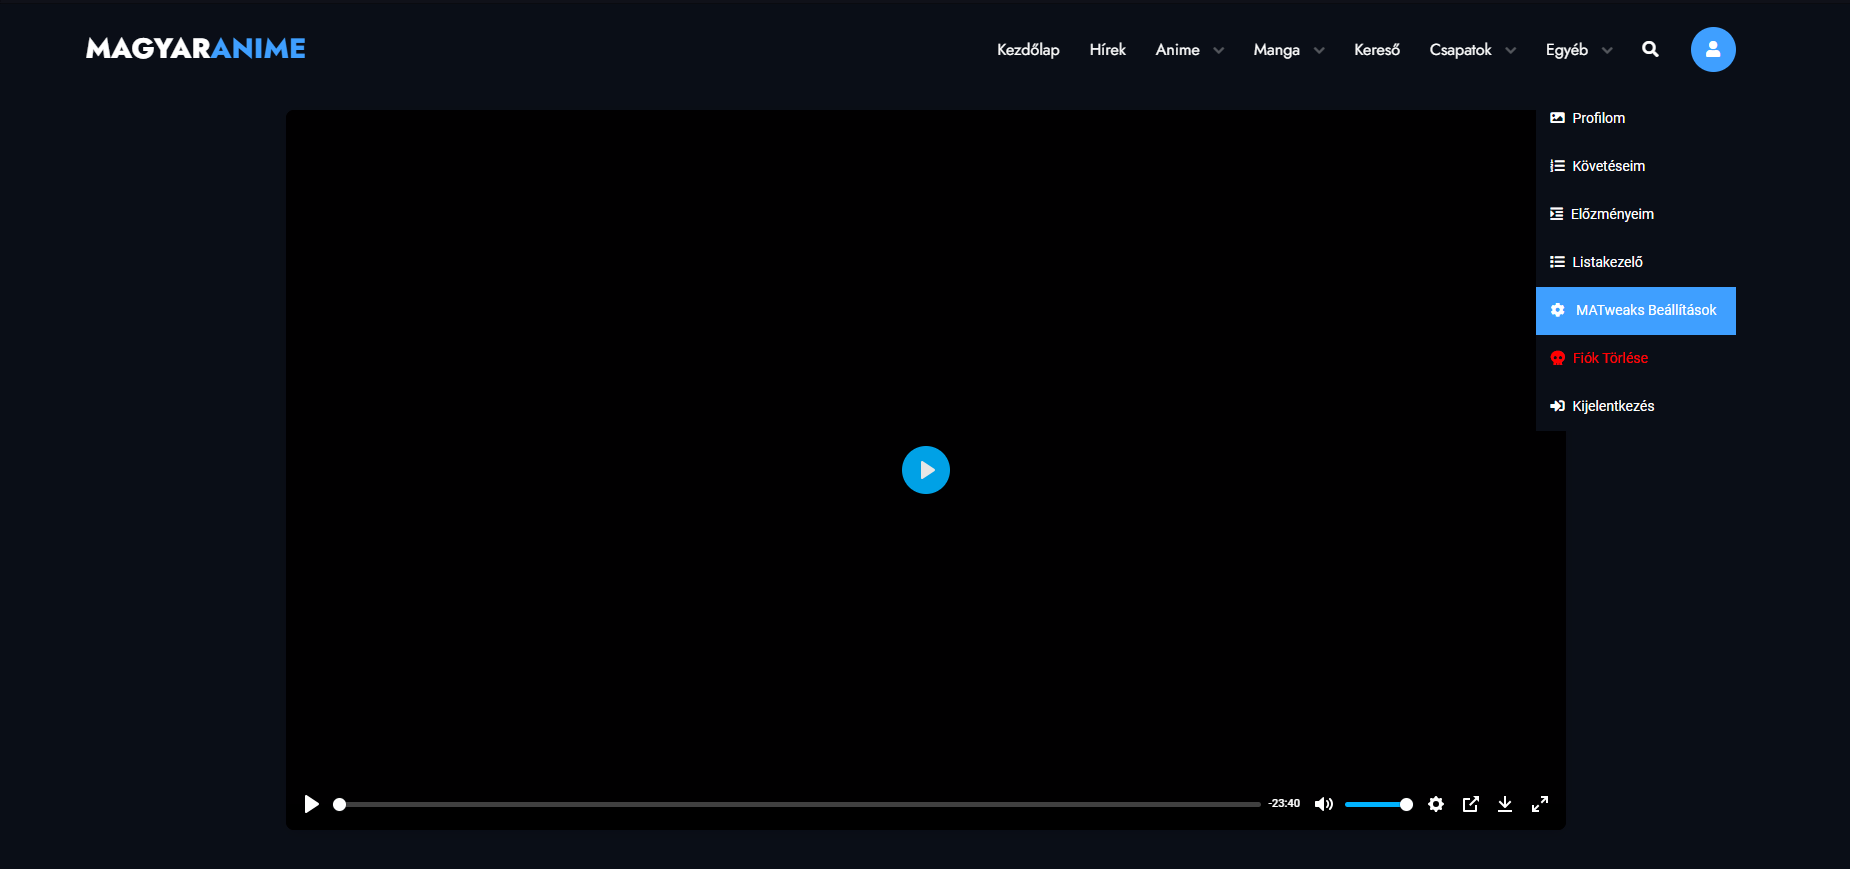 MAGYARANIME
Kezdőlap Hírek Anime Manga Kereső Csapatok Egyéb
Profilom
Követéseim
Előzményeim
Listakezelő
MATweaks Beállítások
Fiók Törlése
Kijelentkezés
-23:40